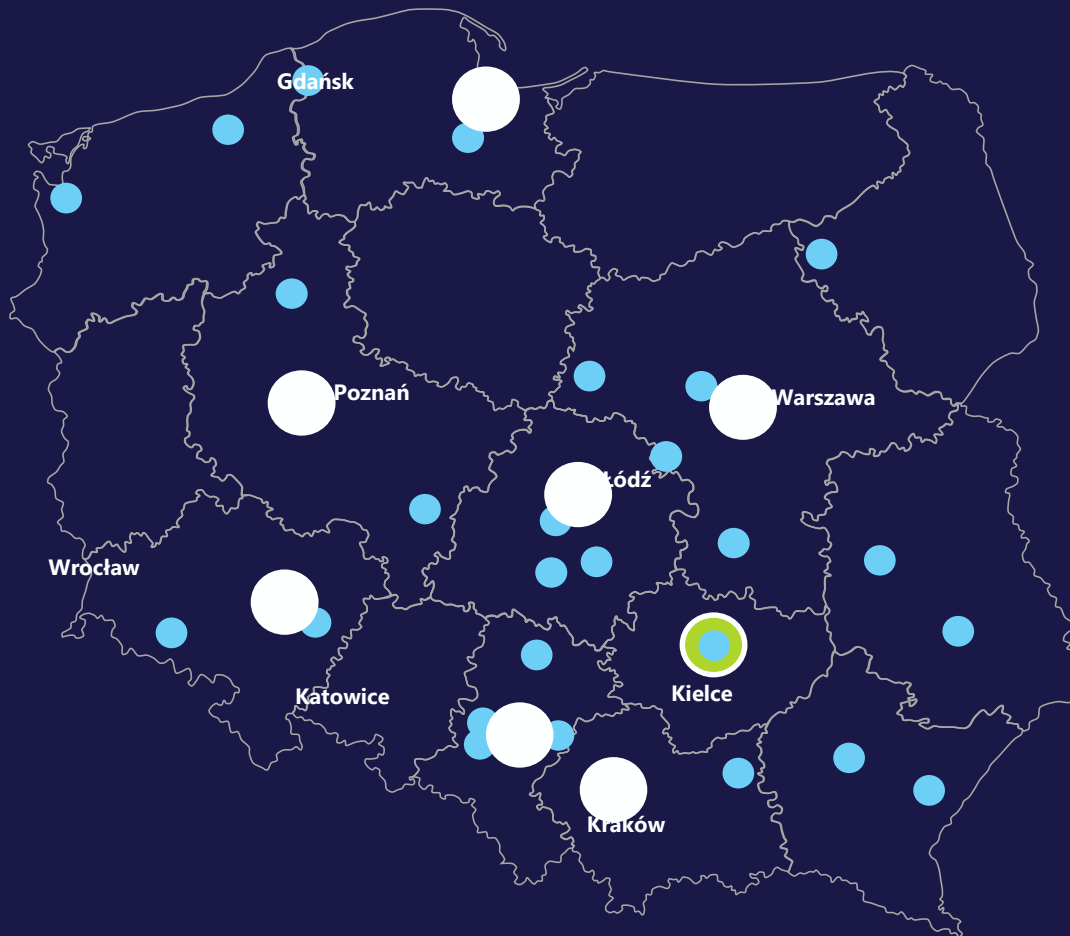 Gdańsk
Poznań
Warszawa
Łódź
Wrocław
Kielce
Katowice
Kraków